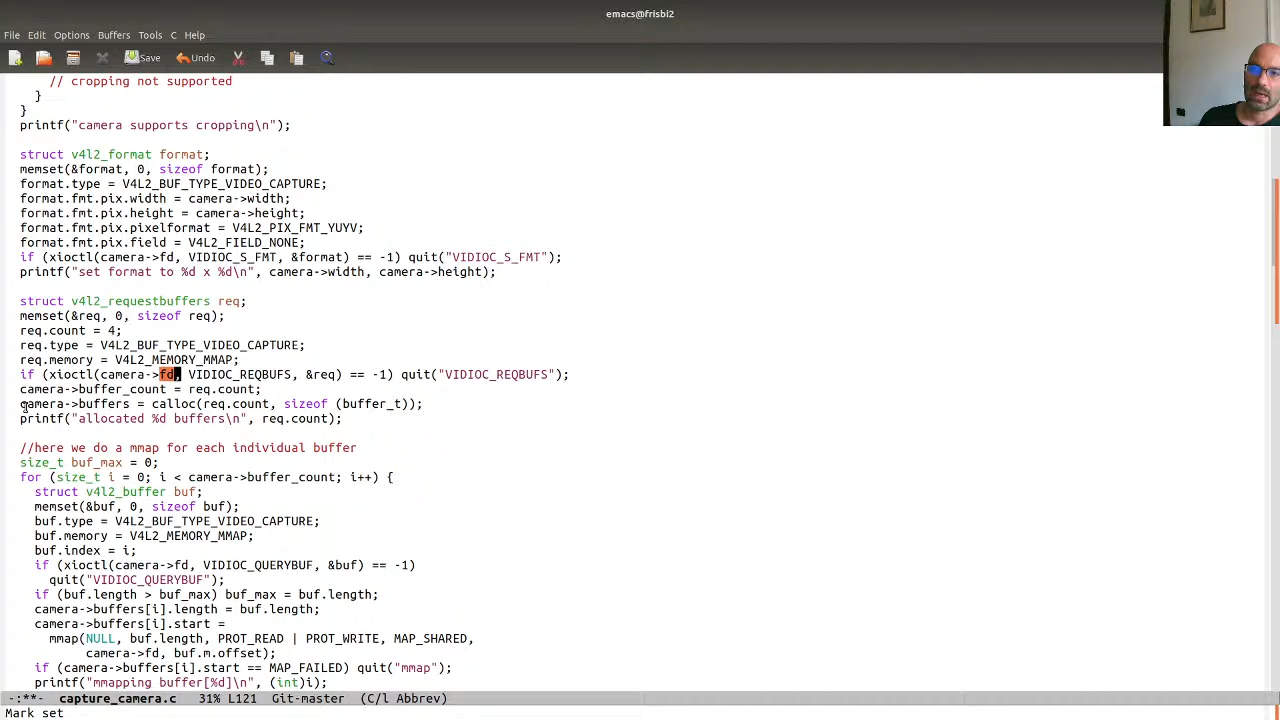 emacs@frisbi2
File Edit Options Buffers Tools C Help
Save Undo
// cropping not supported
}
}
printf("camera supports cropping\n");
struct v4l2_format format;
memset(&format, 0, sizeof format);
format.type = V4L2_BUF_TYPE_VIDEO_CAPTURE;
format.fmt.pix.width = camera->width;
format.fmt.pix.height = camera->height;
format.fmt.pix.pixelformat = V4L2_PIX_FMT_YUYV;
format.fmt.pix.field = V4L2_FIELD_NONE;
if (xioctl(camera->fd, VIDIOC_S_FMT, &format) == -1) quit("VIDIOC_S_FMT");
printf("set format to %d x %d\n", camera->width, camera->height);
struct v4l2_requestbuffers req;
memset(&req, 0, sizeof req);
req.count = 4;
req.type = V4L2_BUF_TYPE_VIDEO_CAPTURE;
req.memory = V4L2_MEMORY_MMAP;
if (xioctl(camera->fd, VIDIOC_REQBUFS, &req) == -1) quit("VIDIOC_REQBUFS");
camera->buffer_count = req.count;
camera->buffers = calloc(req.count, sizeof (buffer_t));
printf("allocated %d buffers\n", req.count);
//here we do a mmap for each individual buffer
size_t buf_max = 0;
for (size_t i = 0; i < camera->buffer_count; i++) {
struct v4l2_buffer buf;
memset(&buf, 0, sizeof buf);
buf.type = V4L2_BUF_TYPE_VIDEO_CAPTURE;
buf.memory = V4L2_MEMORY_MMAP;
buf.index = i;
if (xioctl(camera->fd, VIDIOC_QUERYBUF, &buf) == -1)
quit("VIDIOC_QUERYBUF");
if (buf.length > buf_max) buf_max = buf.length;
camera->buffers[i].length = buf.length;
camera->buffers[i].start =
mmap(NULL, buf.length, PROT_READ | PROT_WRITE, MAP_SHARED,
camera->fd, buf.m.offset);
if (camera->buffers[i].start == MAP_FAILED) quit("mmap");
printf("mmapping buffer[%d]\n", (int)i);
-:**- capture_camera.c 31% L121 Git-master (C/l Abbrev)
Mark set